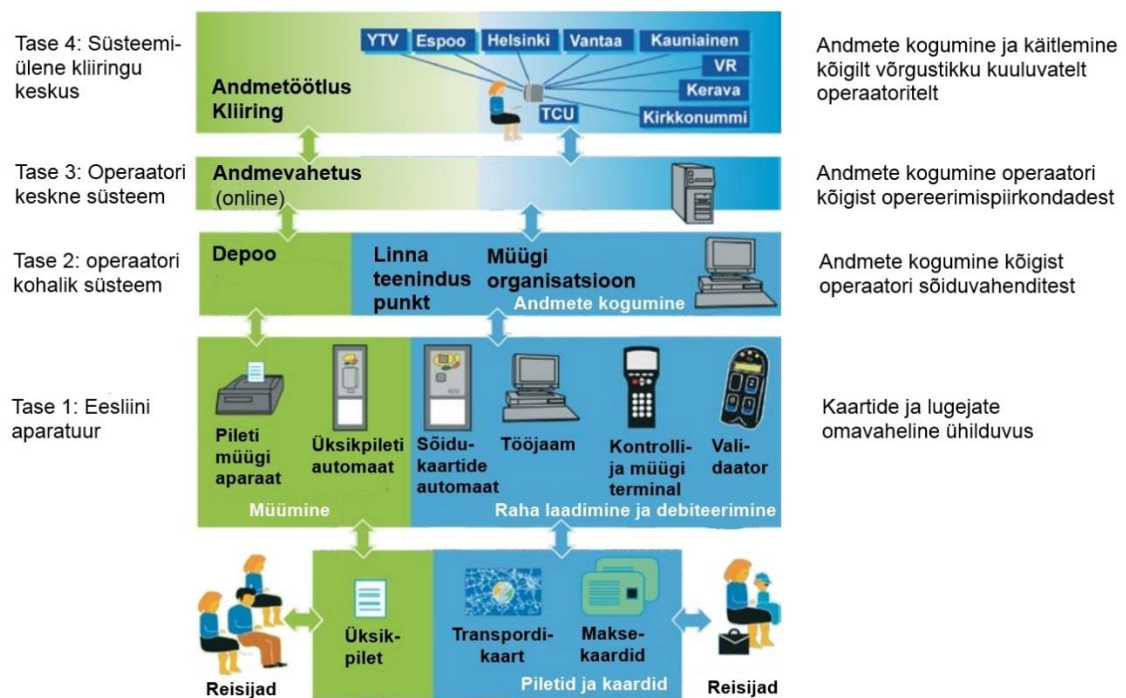 Tase 4: Süsteemi-
ülene kliiringu
keskus
Andmetöötlus
Kliiring
YTV
Espoo
Helsinki
Vantaa
Kauniainen
VR
Kerava
Kirkkonummi
TCU
Andmete kogumine ja käitlemine
kõigilt võrgustikku kuuluvatelt
operaatoritelt
Tase 3: Operaatori
keskne süsteem
Andmevahetus
(online)
Andmete kogumine operaatori
kõigist opereerimispiirkondadest
Tase 2: operaatori
kohalik süsteem
Depoo
Linna
teenindus
punkt
Müügi
organisatsioon
Andmete kogumine
Andmete kogumine kõigist
operaatori sõiduvahenditest
Tase 1: Eesliini
aparatuur
Pileti
müügi
aparaat
Üksikpileti
automaat
Sõidu-
kaartide
automaat
Tööjaam
Kontrolli-
ja müügi
terminal
Vali-
daator
Müümine
Raha laadimine ja debiteerimine
Kaartide ja lugejate
omavaheline ühilduvus
Reisijad
Üksik-
pilet
Transpordi-
kaart
Makse-
kaardid
Piletid ja kaardid
Reisijad